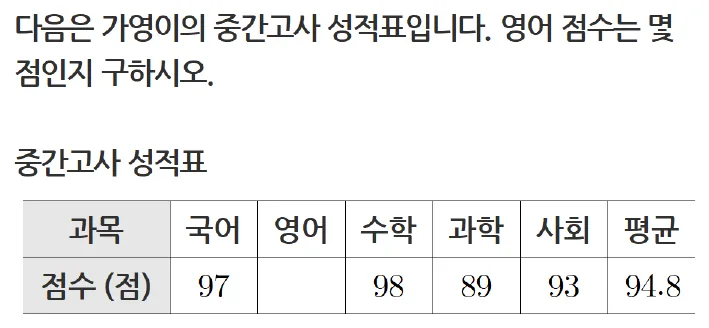 다음은 가영이의 중간고사 성적표입니다. 영어 점수는 몇
점인지 구하시오.
중간고사 성적표
과목 국어 영어 수학 과학 사회 평균
점수 (점) 97 98 89 93 94.8